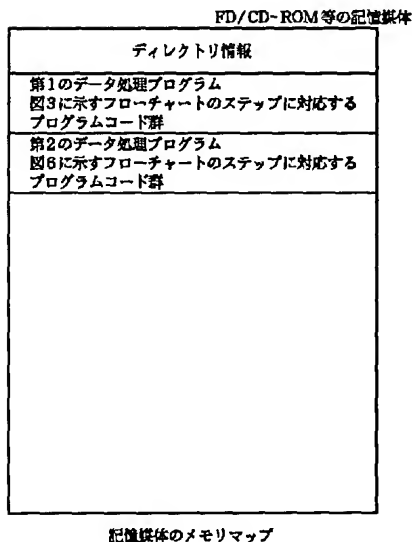 FD/CD-ROM等の記憶媒体
ディレクトリ情報
第1のデータ処理プログラム
図3に示すフローチャートのステップに対応する
プログラムコード群
第2のデータ処理プログラム
図6に示すフローチャートのステップに対応する
プログラムコード群
記憶媒体のメモリマップ